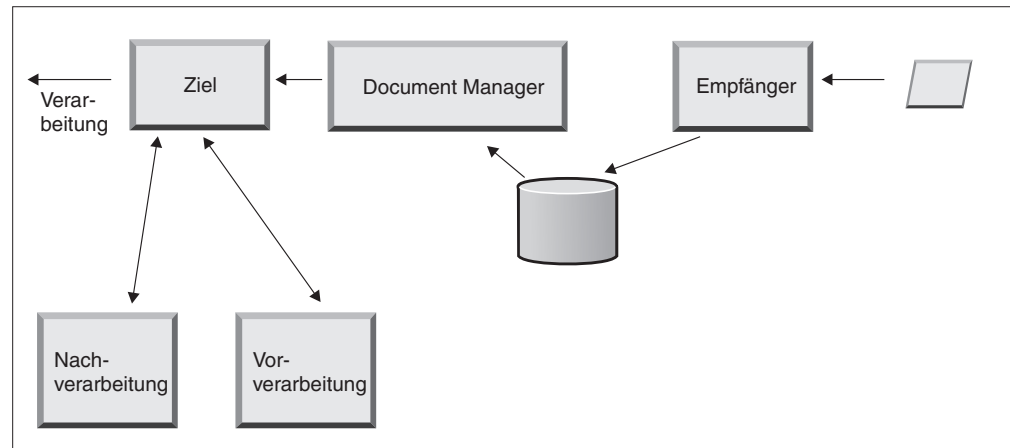 Ziel
Document Manager
Empfänger
Verar-
beitung
Nach-
verarbeitung
Vor-
verarbeitung